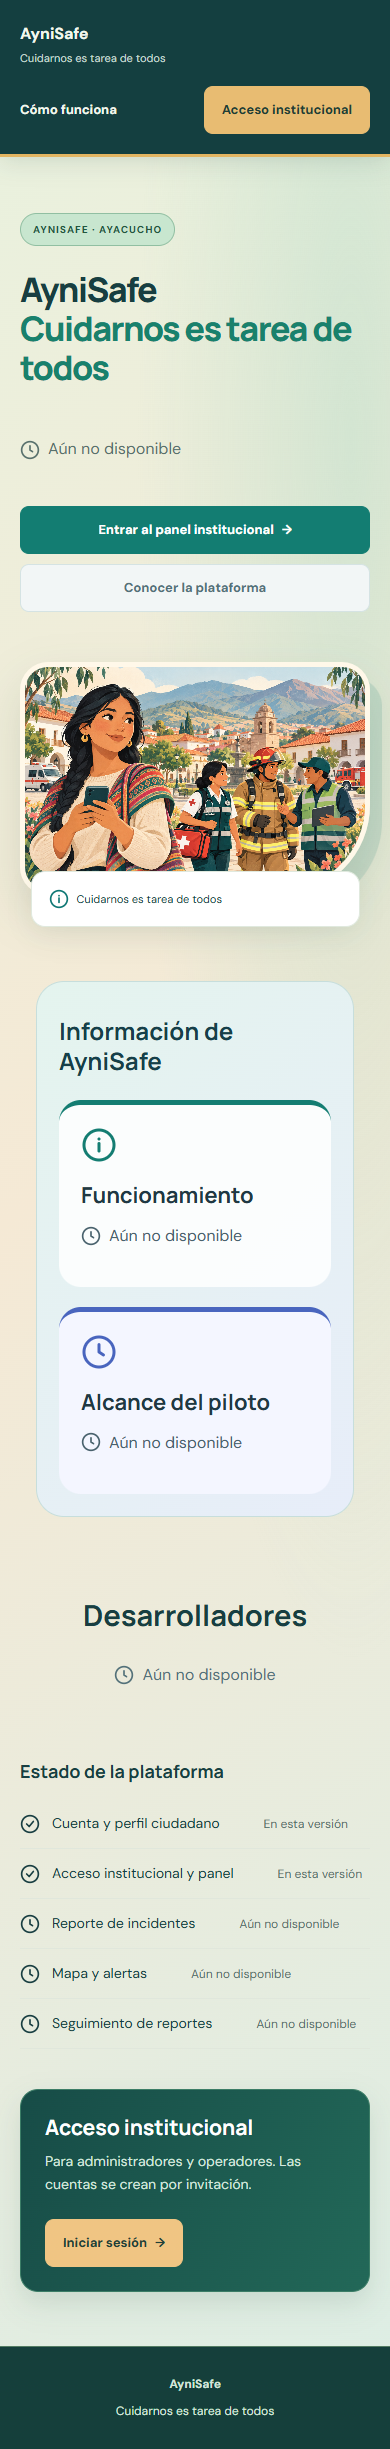 AyniSafe
Cuidarnos es tarea de todos
Cómo funciona
Acceso institucional
AYNISAFE · AYACUCHO
AyniSafe
Cuidarnos es tarea de
todos
Aún no disponible
Entrar al panel institucional →
Conocer la plataforma
Cuidarnos es tarea de todos
Información de
AyniSafe
Funcionamiento
Aún no disponible
Alcance del piloto
Aún no disponible
Desarrolladores
Aún no disponible
Estado de la plataforma
Cuenta y perfil ciudadano En esta versión
Acceso institucional y panel En esta versión
Reporte de incidentes Aún no disponible
Mapa y alertas Aún no disponible
Seguimiento de reportes Aún no disponible
Acceso institucional
Para administradores y operadores. Las
cuentas se crean por invitación.
Iniciar sesión →
AyniSafe
Cuidarnos es tarea de todos